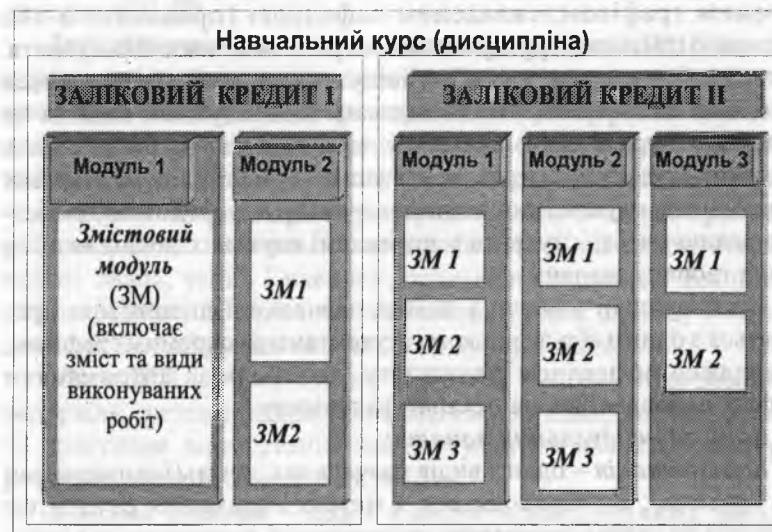 Навчальний курс (дисципліна)
ЗАЛІКОВИЙ КРЕДИТ І
Модуль 1
Змістовий
модуль
(ЗМ)
(включає
зміст та види
виконуваних
робіт)
Модуль 2
ЗМ1
ЗМ2
ЗАЛІКОВИЙ КРЕДИТ ІІ
Модуль 1
ЗМ 1
ЗМ 2
ЗМ 3
Модуль 2
ЗМ 1
ЗМ 2
ЗМ 3
Модуль 3
ЗМ 1
ЗМ 2